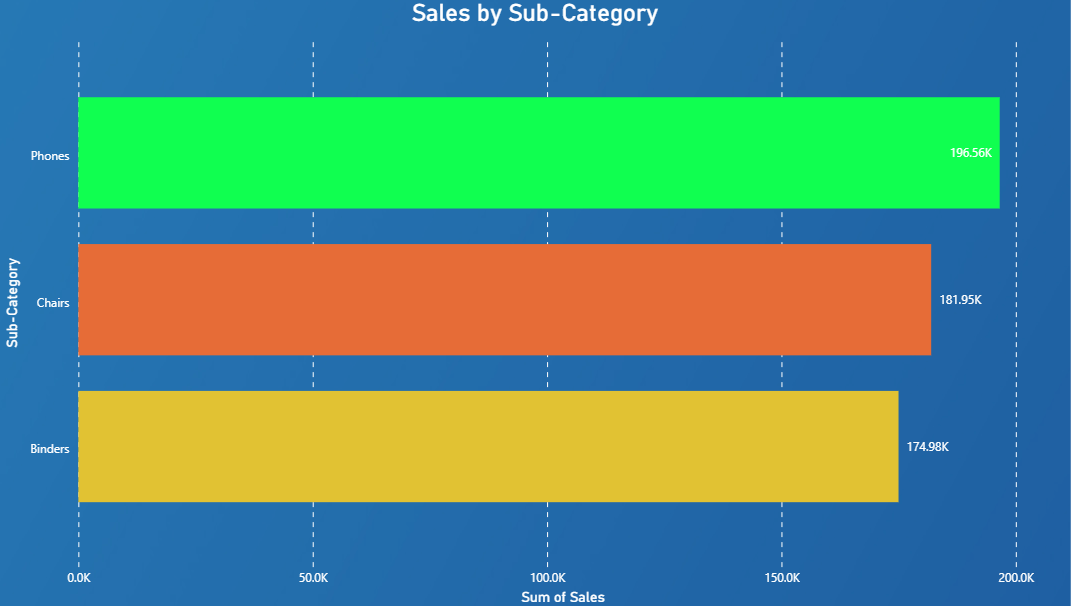 Sales by Sub-Category
Sub-Category
Phones
196.56K
Chairs
181.95K
Binders
174.98K
0.0K 50.0K 100.0K 150.0K 200.0K
Sum of Sales